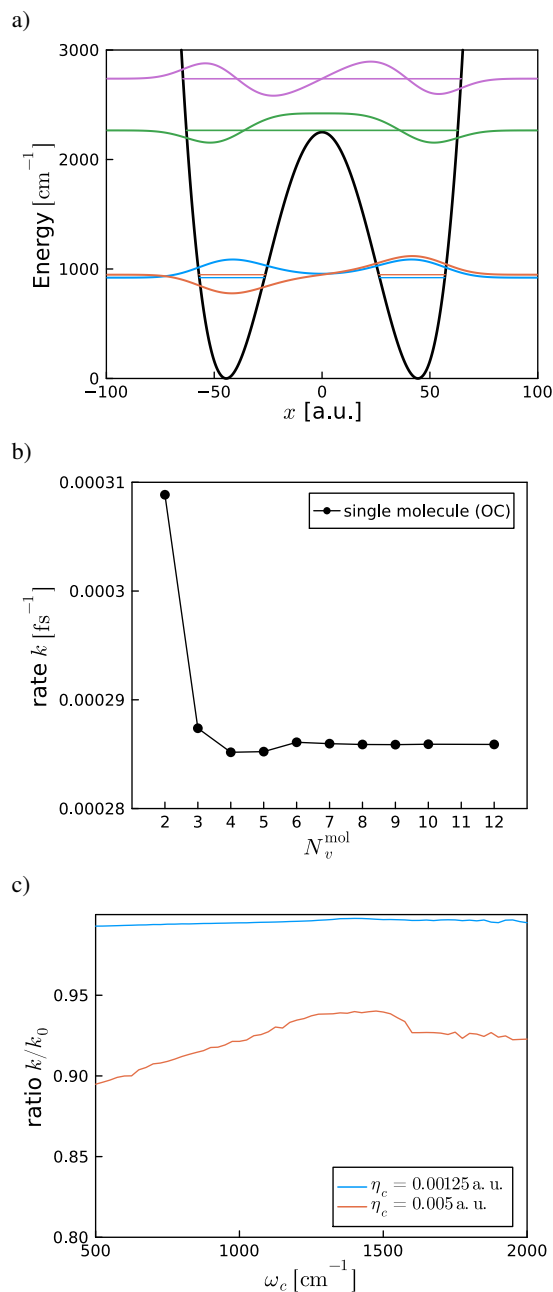 a)
3000
2000
1000
0
Energy [cm⁻¹]
−100 −50 0 50 100
x [a.u.]
b)
0.00031
0.0003
0.00029
0.00028
rate k [fs⁻¹]
single molecule (OC)
2 3 4 5 6 7 8 9 10 11 12
N_v^mol
c)
0.95
0.90
0.85
0.80
ratio k/k₀
η_c = 0.00125 a. u.
η_c = 0.005 a. u.
500 1000 1500 2000
ω_c [cm⁻¹]